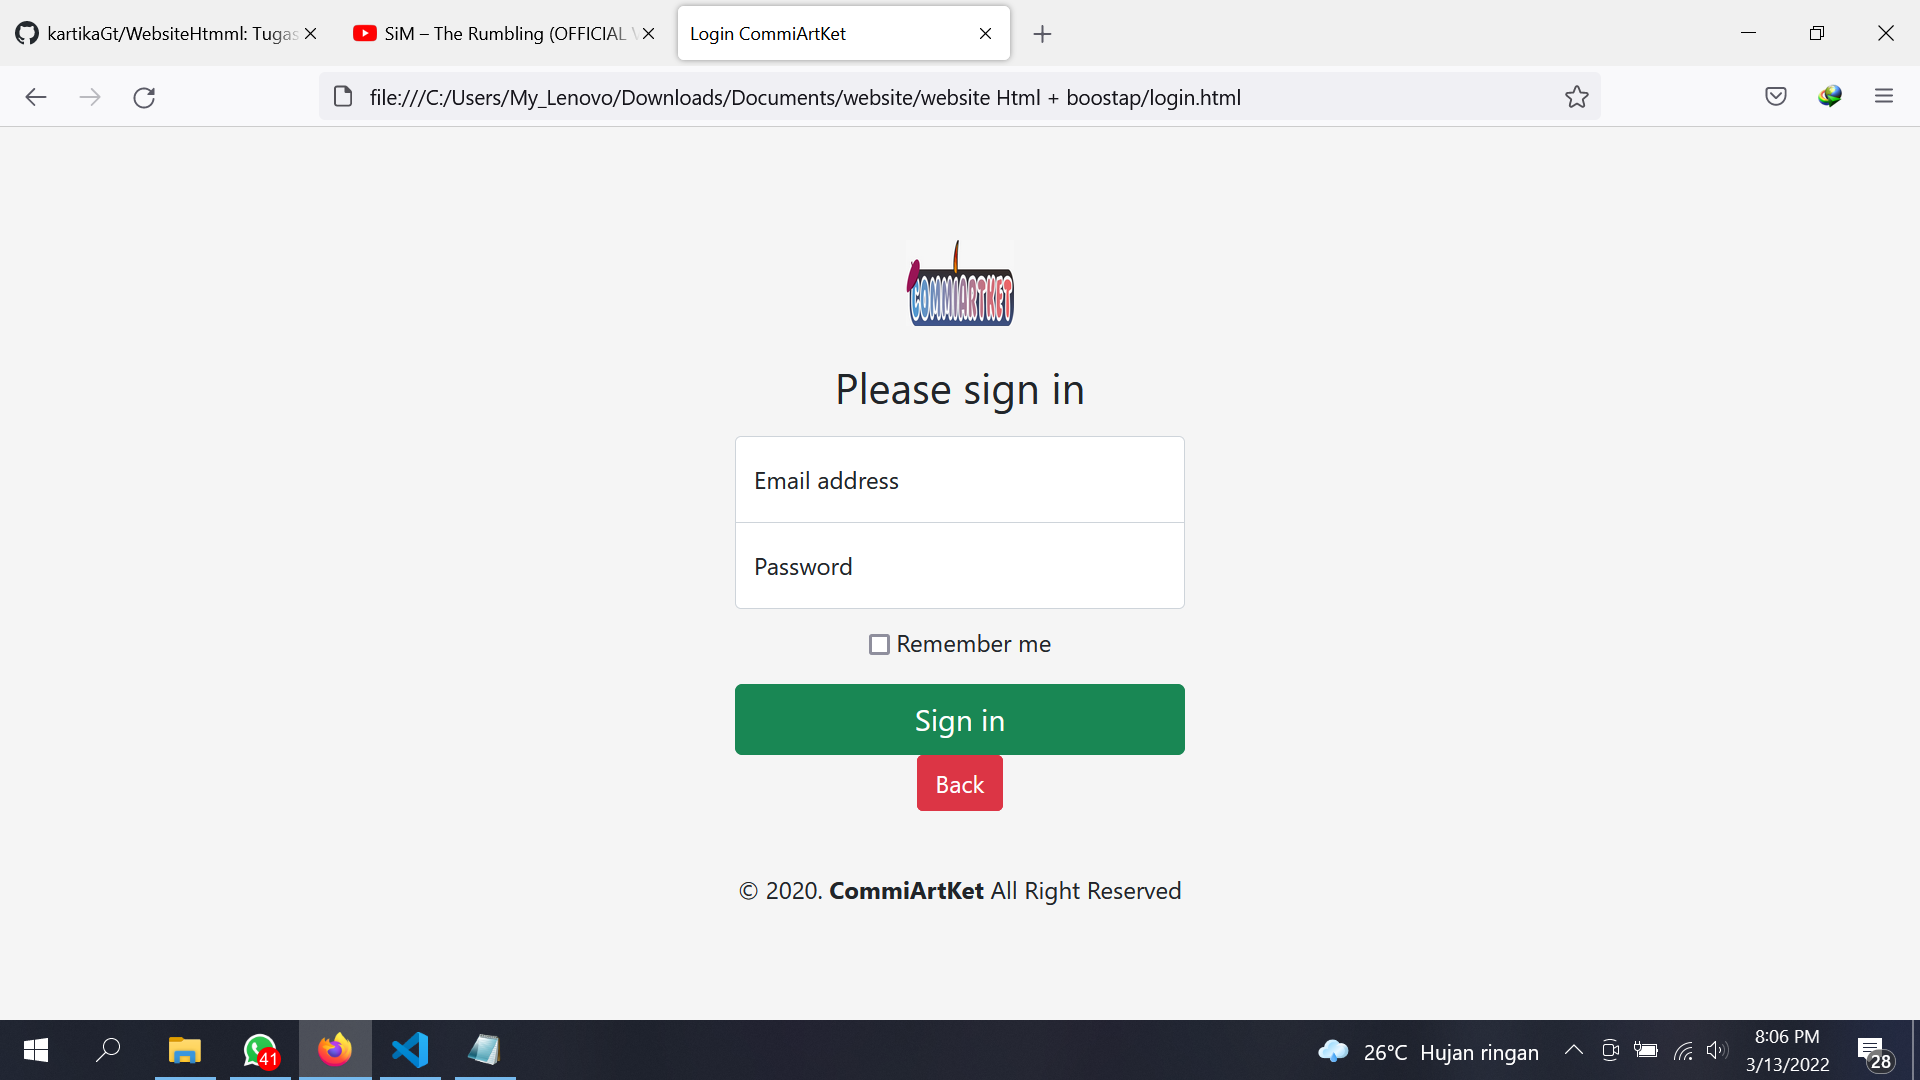 kartikaGt/WebsiteHtmml: Tugas
SiM – The Rumbling (OFFICIAL V
Login CommiArtKet
file:///C:/Users/My_Lenovo/Downloads/Documents/website/website Html + boostap/login.html
COMMIARTKET
Please sign in
Email address
Password
Remember me
Sign in
Back
© 2020. CommiArtKet All Right Reserved
41
26°C Hujan ringan
8:06 PM
3/13/2022
28